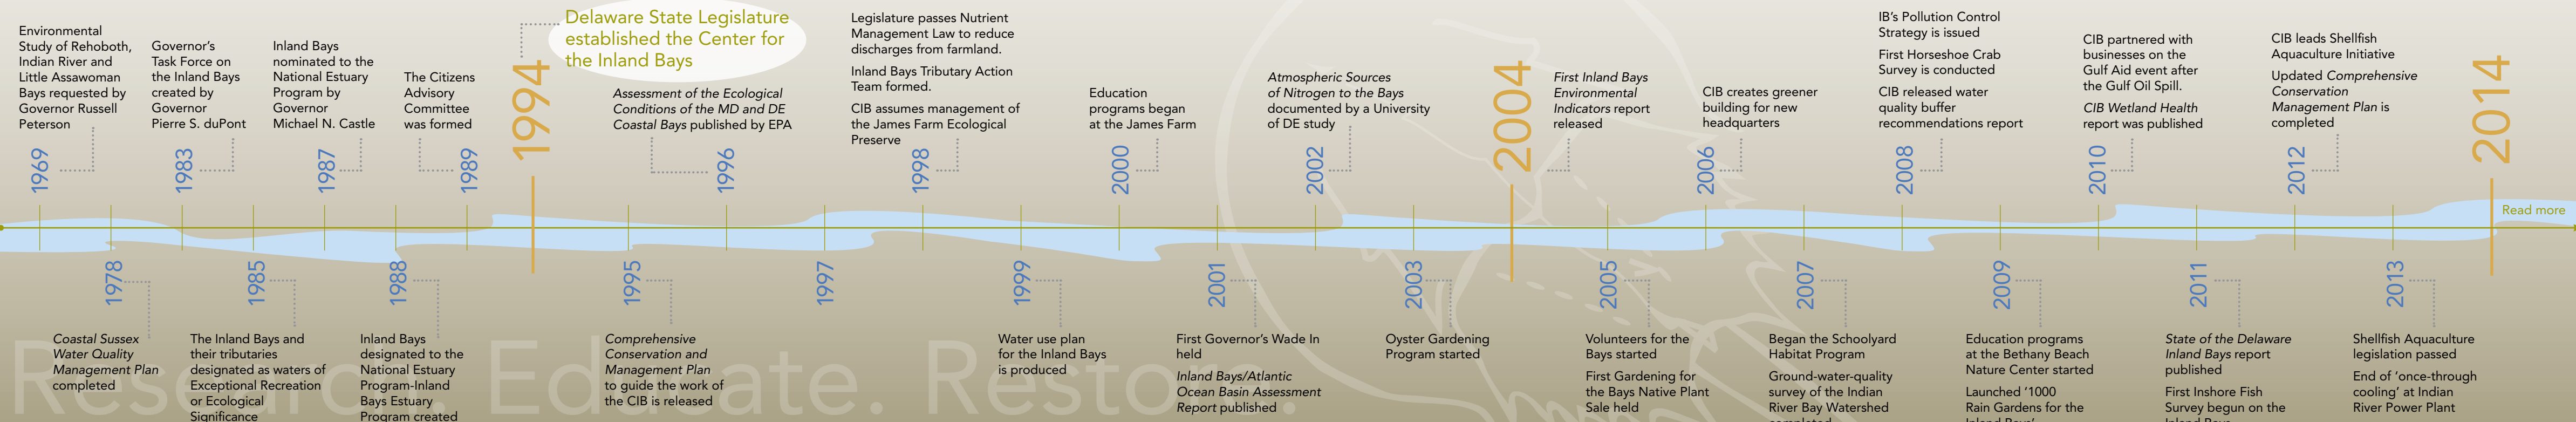 Environmental
Study of Rehoboth,
Indian River and
Little Assawoman
Bays requested by
Governor Russell
Peterson
1969
Governor’s
Task Force on
the Inland Bays
created by
Governor
Pierre S. duPont
1983
Inland Bays
nominated to the
National Estuary
Program by
Governor
Michael N. Castle
1987
The Citizens
Advisory
Committee
was formed
1989
1994
Delaware State Legislature
established the Center for
the Inland Bays
Assessment of the Ecological
Conditions of the MD and DE
Coastal Bays published by EPA
1996
Legislature passes Nutrient
Management Law to reduce
discharges from farmland.
Inland Bays Tributary Action
Team formed.
CIB assumes management of
the James Farm Ecological
Preserve
1998
Education
programs began
at the James Farm
2000
Atmospheric Sources
of Nitrogen to the Bays
documented by a University
of DE study
2002
2004
First Inland Bays
Environmental
Indicators report
released
CIB creates greener
building for new
headquarters
2006
IB’s Pollution Control
Strategy is issued
First Horseshoe Crab
Survey is conducted
CIB released water
quality buffer
recommendations report
2008
CIB partnered with
businesses on the
Gulf Aid event after
the Gulf Oil Spill.
CIB Wetland Health
report was published
2010
CIB leads Shellfish
Aquaculture Initiative
Updated Comprehensive
Conservation
Management Plan is
completed
2012
2014
Read more
1978
Coastal Sussex
Water Quality
Management Plan
completed
1985
The Inland Bays and
their tributaries
designated as waters of
Exceptional Recreation
or Ecological
Significance
1988
Inland Bays
designated to the
National Estuary
Program-Inland
Bays Estuary
Program created
1995
Comprehensive
Conservation and
Management Plan
to guide the work of
the CIB is released
1997
1999
Water use plan
for the Inland Bays
is produced
2001
First Governor’s Wade In
held
Inland Bays/Atlantic
Ocean Basin Assessment
Report published
2003
Oyster Gardening
Program started
2005
Volunteers for the
Bays started
First Gardening for
the Bays Native Plant
Sale held
2007
Began the Schoolyard
Habitat Program
Ground-water-quality
survey of the Indian
River Bay Watershed
completed
2009
Education programs
at the Bethany Beach
Nature Center started
Launched ‘1000
Rain Gardens for the
Inland Bays’
2011
State of the Delaware
Inland Bays report
published
First Inshore Fish
Survey begun on the
Inland Bays
2013
Shellfish Aquaculture
legislation passed
End of ‘once-through
cooling’ at Indian
River Power Plant
Research. Educate. Restore.